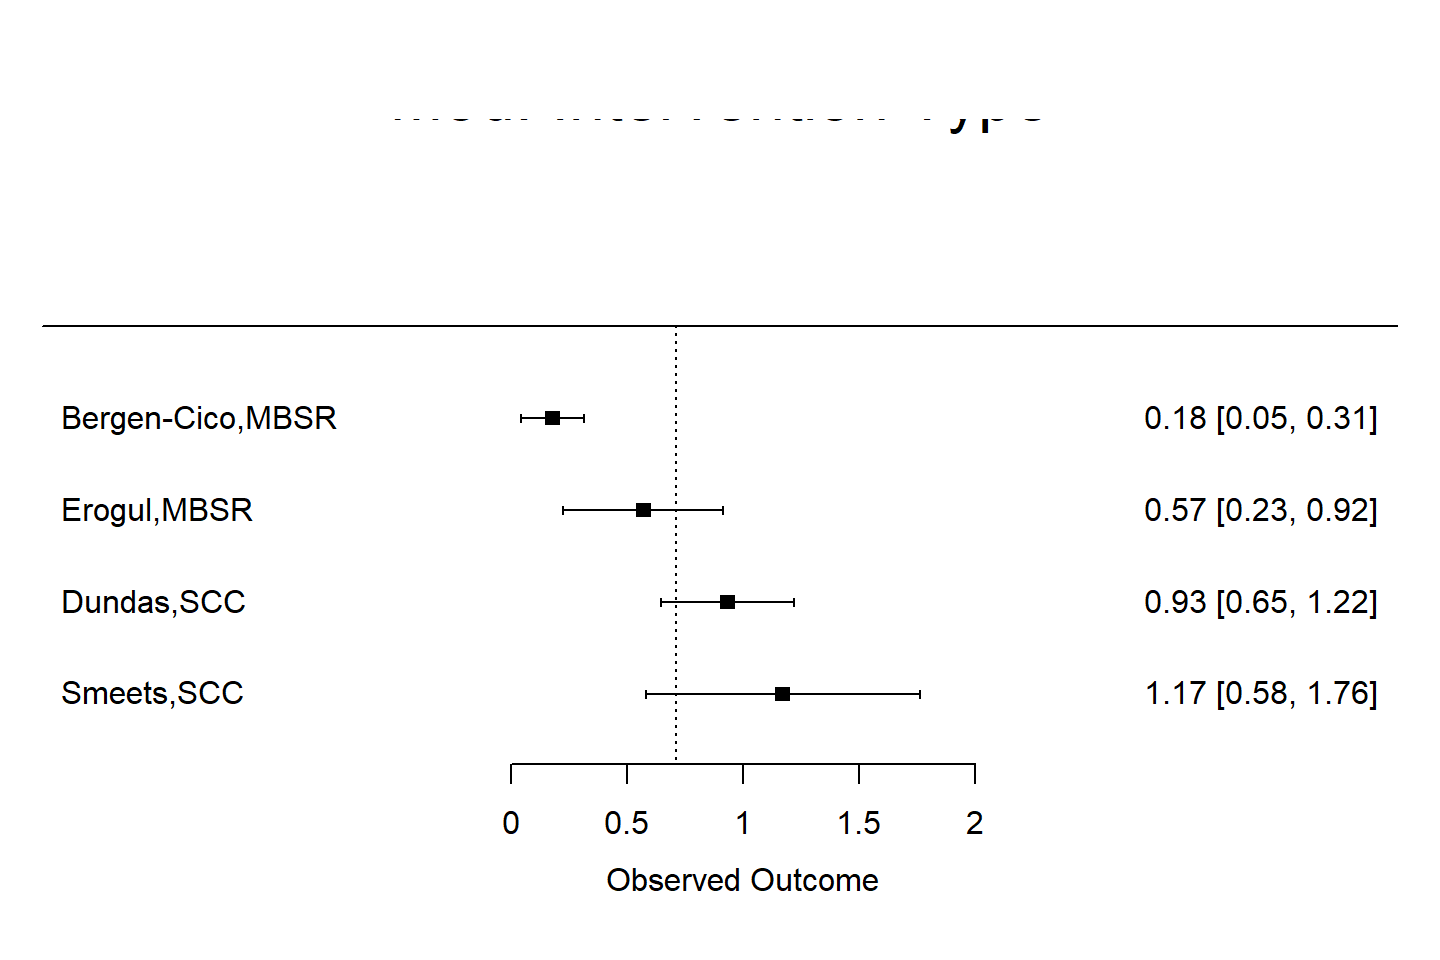 Bergen-Cico,MBSR 0.18 [0.05, 0.31]
Erogul,MBSR 0.57 [0.23, 0.92]
Dundas,SCC 0.93 [0.65, 1.22]
Smeets,SCC 1.17 [0.58, 1.76]
0 0.5 1 1.5 2
Observed Outcome